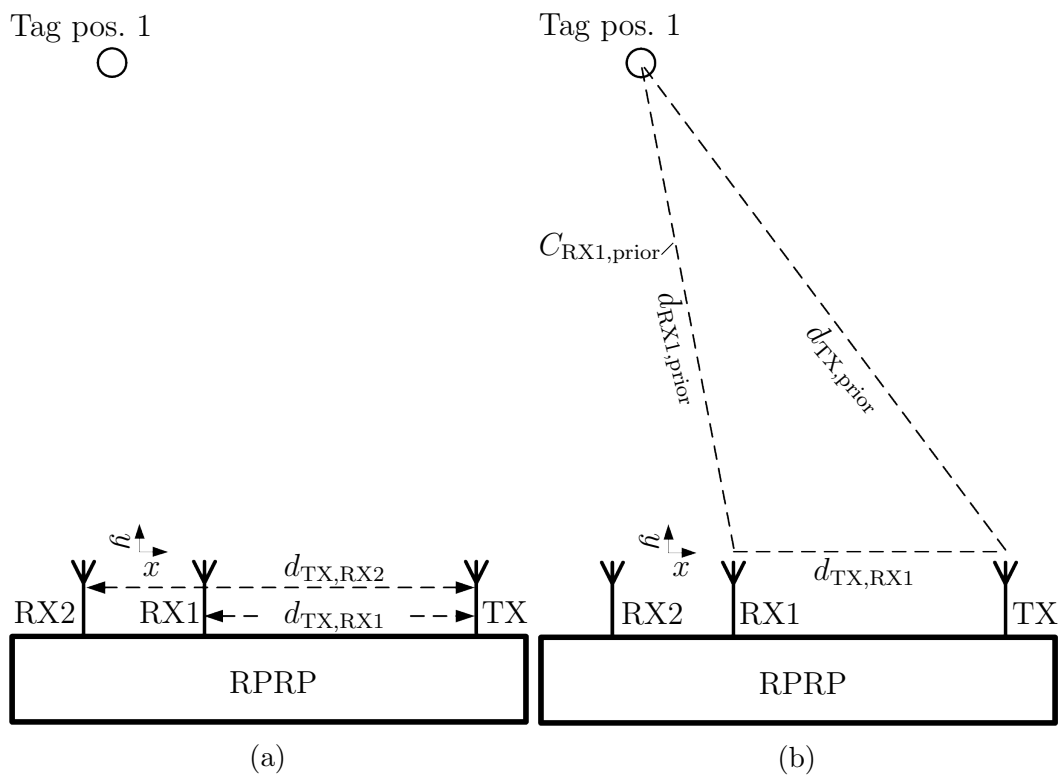 Tag pos. 1
y
x
d_TX,RX2
RX2
RX1
d_TX,RX1
TX
RPRP
(a)
Tag pos. 1
C_RX1,prior
d_RX1,prior
d_TX,prior
y
x
d_TX,RX1
RX2
RX1
TX
RPRP
(b)